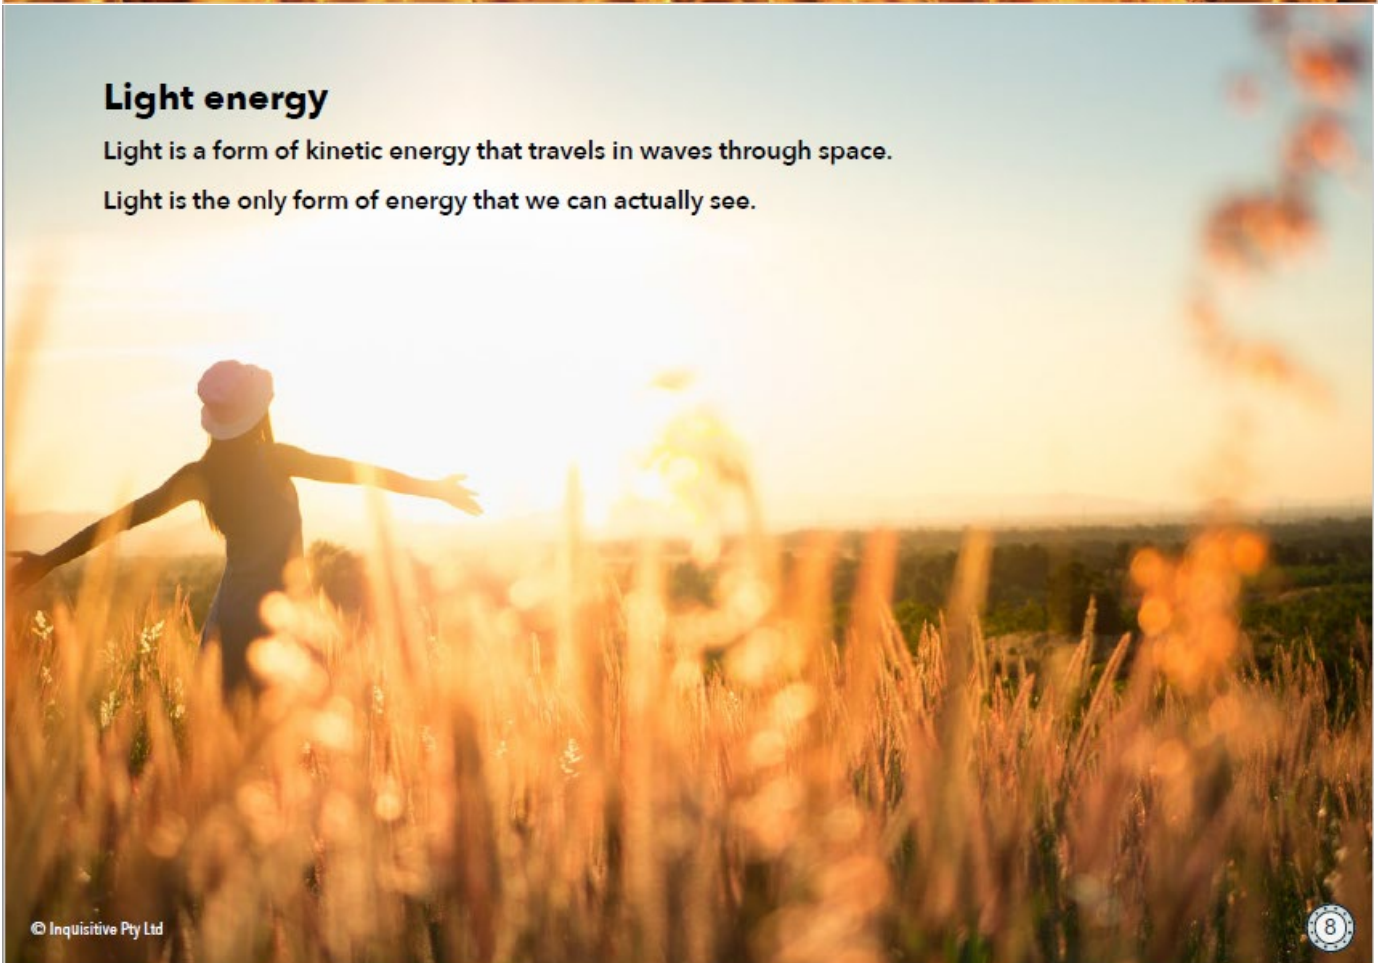 Light energy
Light is a form of kinetic energy that travels in waves through space.
Light is the only form of energy that we can actually see.
© Inquisitive Pty Ltd
8